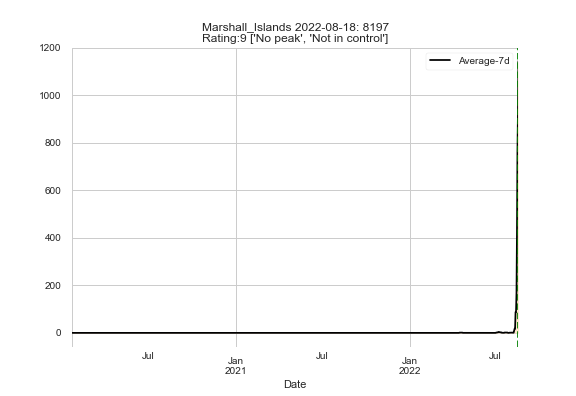 Marshall_Islands 2022-08-18: 8197
Rating:9 ['No peak', 'Not in control']
1200
Average-7d
1000
800
600
400
200
0
Jul Jan Jul Jan Jul
2021 2022
Date